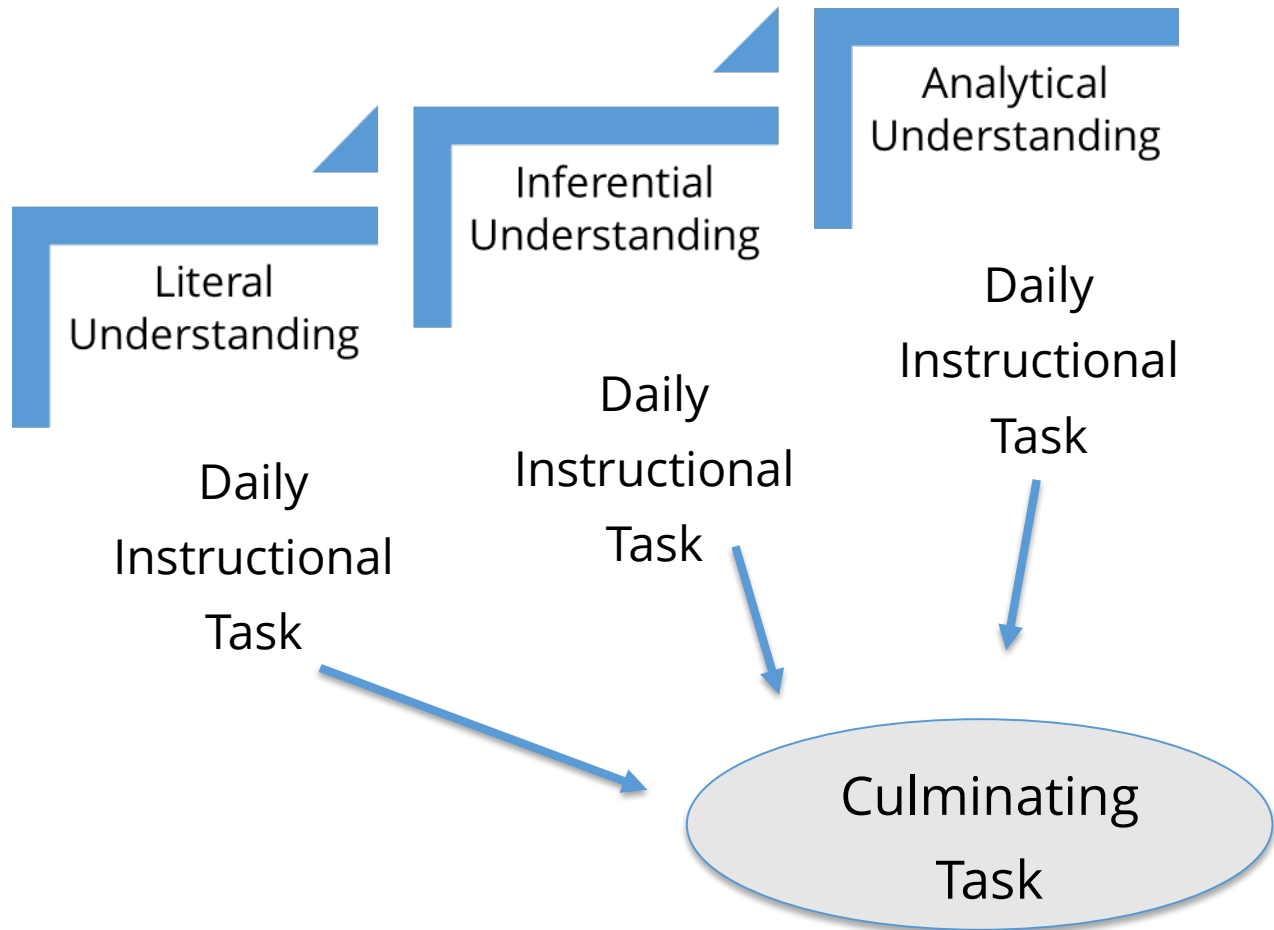 Literal
Understanding
Daily
Instructional
Task
Inferential
Understanding
Daily
Instructional
Task
Analytical
Understanding
Daily
Instructional
Task
Culminating
Task